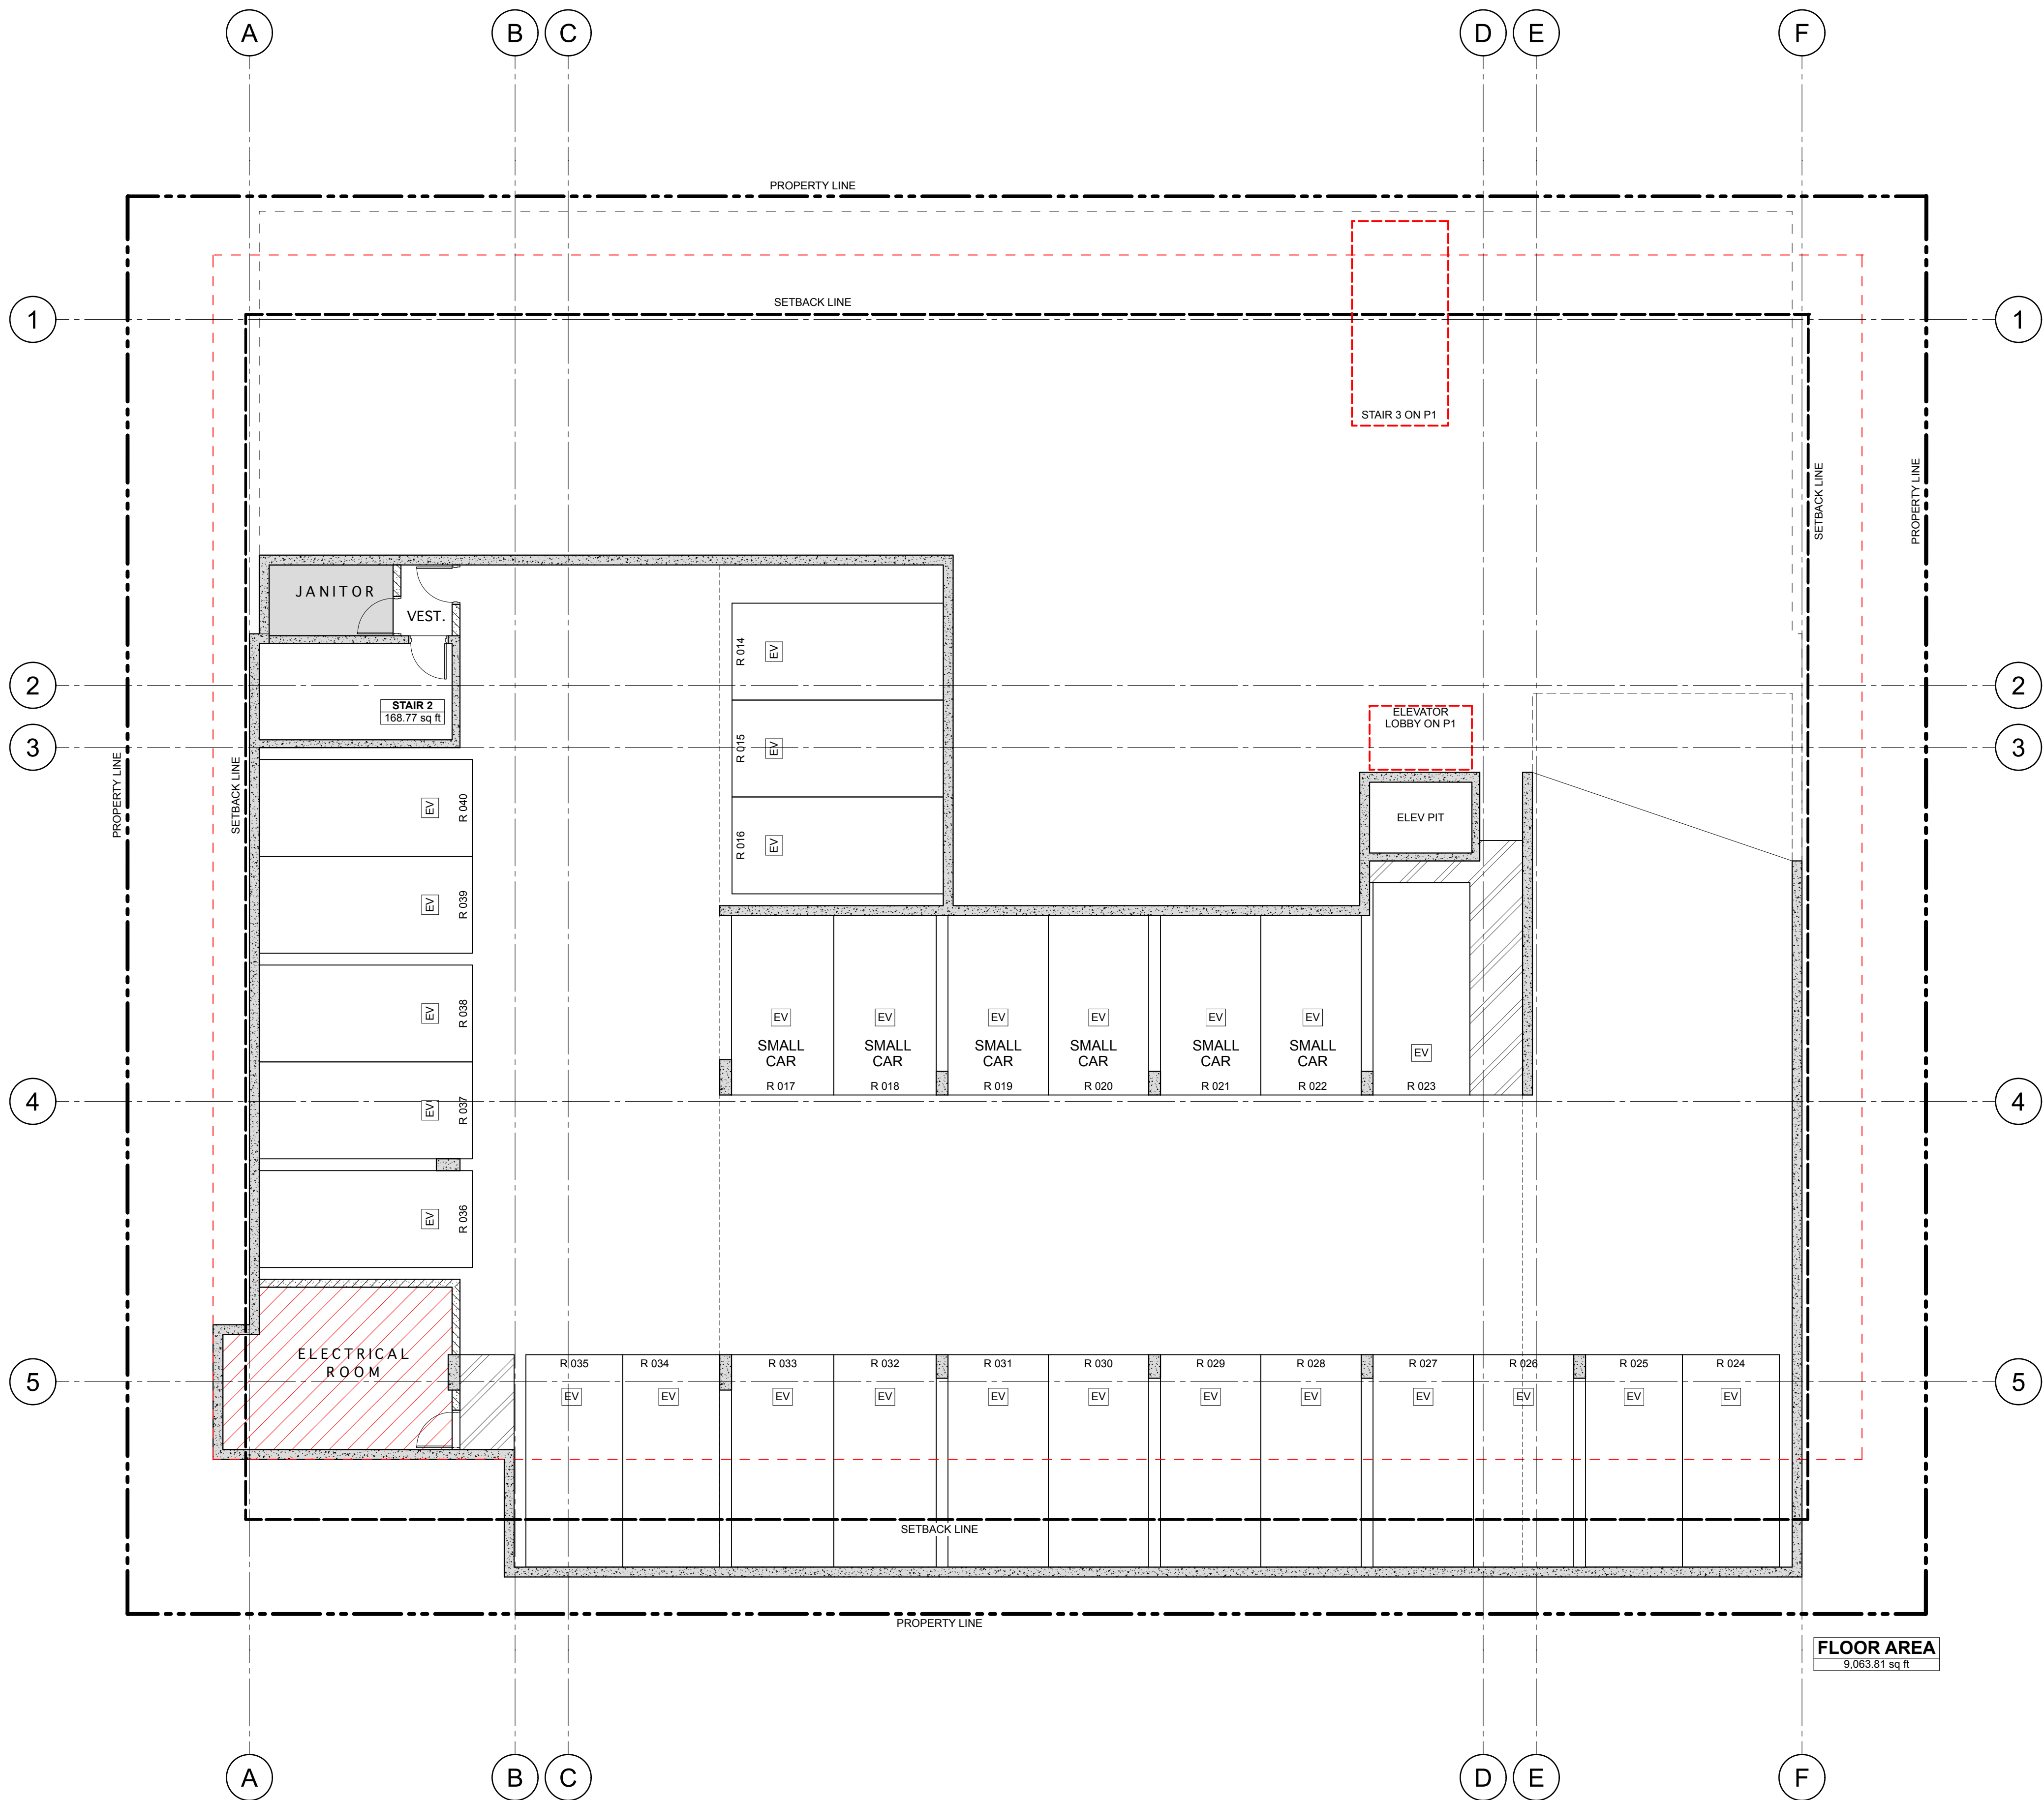 A B C D E F
PROPERTY LINE
SETBACK LINE
1 1
STAIR 3 ON P1
SETBACK LINE
PROPERTY LINE
JANITOR
VEST.
R 014
EV
2 2
STAIR 2
168.77 sq ft
ELEVATOR
LOBBY ON P1
3 3
R 015
EV
PROPERTY LINE
SETBACK LINE
EV
R 040
R 016
EV
ELEV PIT
EV
R 039
EV
R 038
EV EV EV EV EV EV
SMALL SMALL SMALL SMALL SMALL SMALL
CAR CAR CAR CAR CAR CAR
EV
R 017 R 018 R 019 R 020 R 021 R 022 R 023
4 4
EV
R 037
EV
R 036
ELECTRICAL
ROOM
R 035 R 034 R 033 R 032 R 031 R 030 R 029 R 028 R 027 R 026 R 025 R 024
5 5
EV EV EV EV EV EV EV EV EV EV EV EV
SETBACK LINE
PROPERTY LINE
FLOOR AREA
9,063.81 sq ft
A B C D E F